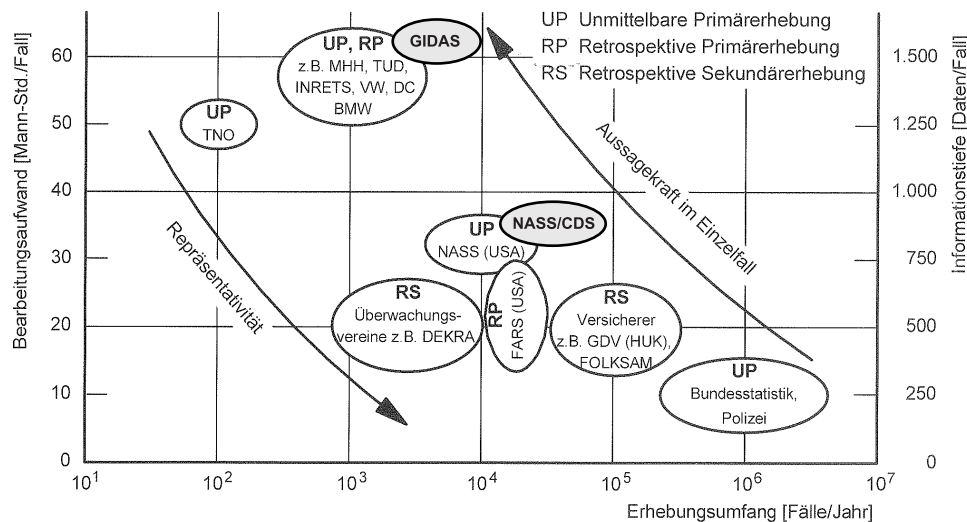 UP Unmittelbare Primärerhebung
RP Retrospektive Primärerhebung
RS Retrospektive Sekundärerhebung
Bearbeitungsaufwand [Mann-Std./Fall]
60
50
40
30
20
10
0
UP, RP
z.B. MHH, TUD,
INRETS, VW, DC
BMW
GIDAS
UP
TNO
Repräsentativität
Aussagekraft im Einzelfall
UP
NASS (USA)
NASS/CDS
RS
Überwachungs-
vereine z.B. DEKRA
RP
FARS (USA)
RS
Versicherer
z.B. GDV (HUK),
FOLKSAM
UP
Bundesstatistik,
Polizei
1.500
1.250
1.000
750
500
250
0
Informationstiefe [Daten/Fall]
10¹ 10² 10³ 10⁴ 10⁵ 10⁶ 10⁷
Erhebungsumfang [Fälle/Jahr]